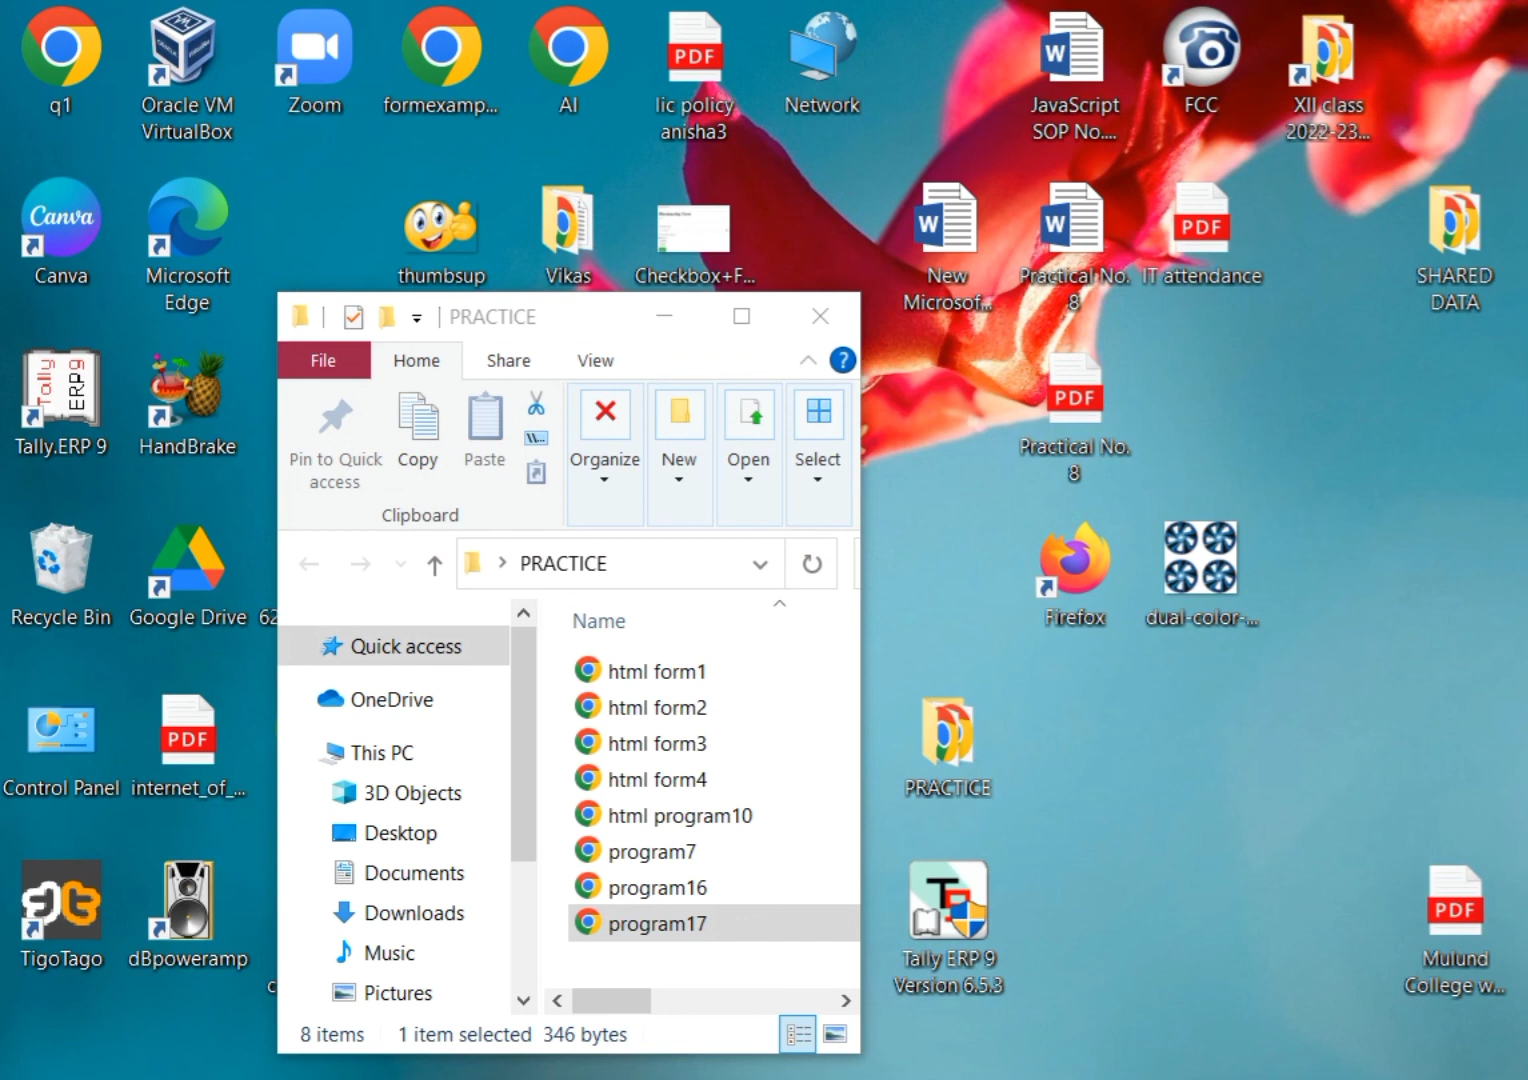 q1
Oracle VM
VirtualBox
Zoom
formexamp...
AI
lic policy
anisha3
Network
JavaScript
SOP No....
FCC
XII class
2022-23...
Canva
Canva
Microsoft
Edge
thumbsup
Vikas
Checkbox+F...
New
Microsof...
Practical No.
8
IT attendance
SHARED
DATA
Tally.ERP 9
HandBrake
Practical No.
8
Recycle Bin
Google Drive
62
Firefox
dual-color-...
Control Panel
internet_of_...
PRACTICE
TigoTago
dBpoweramp
c
Tally ERP 9
Version 6.5.3
Mulund
College w...
PDF
W
W
W
PDF
PDF
PDF
PDF
Tally
ERP9
PRACTICE
File
Home
Share
View
?
Pin to Quick
access
Copy
Paste
Organize
New
Open
Select
Clipboard
PRACTICE
Name
Quick access
OneDrive
This PC
3D Objects
Desktop
Documents
Downloads
Music
Pictures
html form1
html form2
html form3
html form4
html program10
program7
program16
program17
8 items
1 item selected
346 bytes